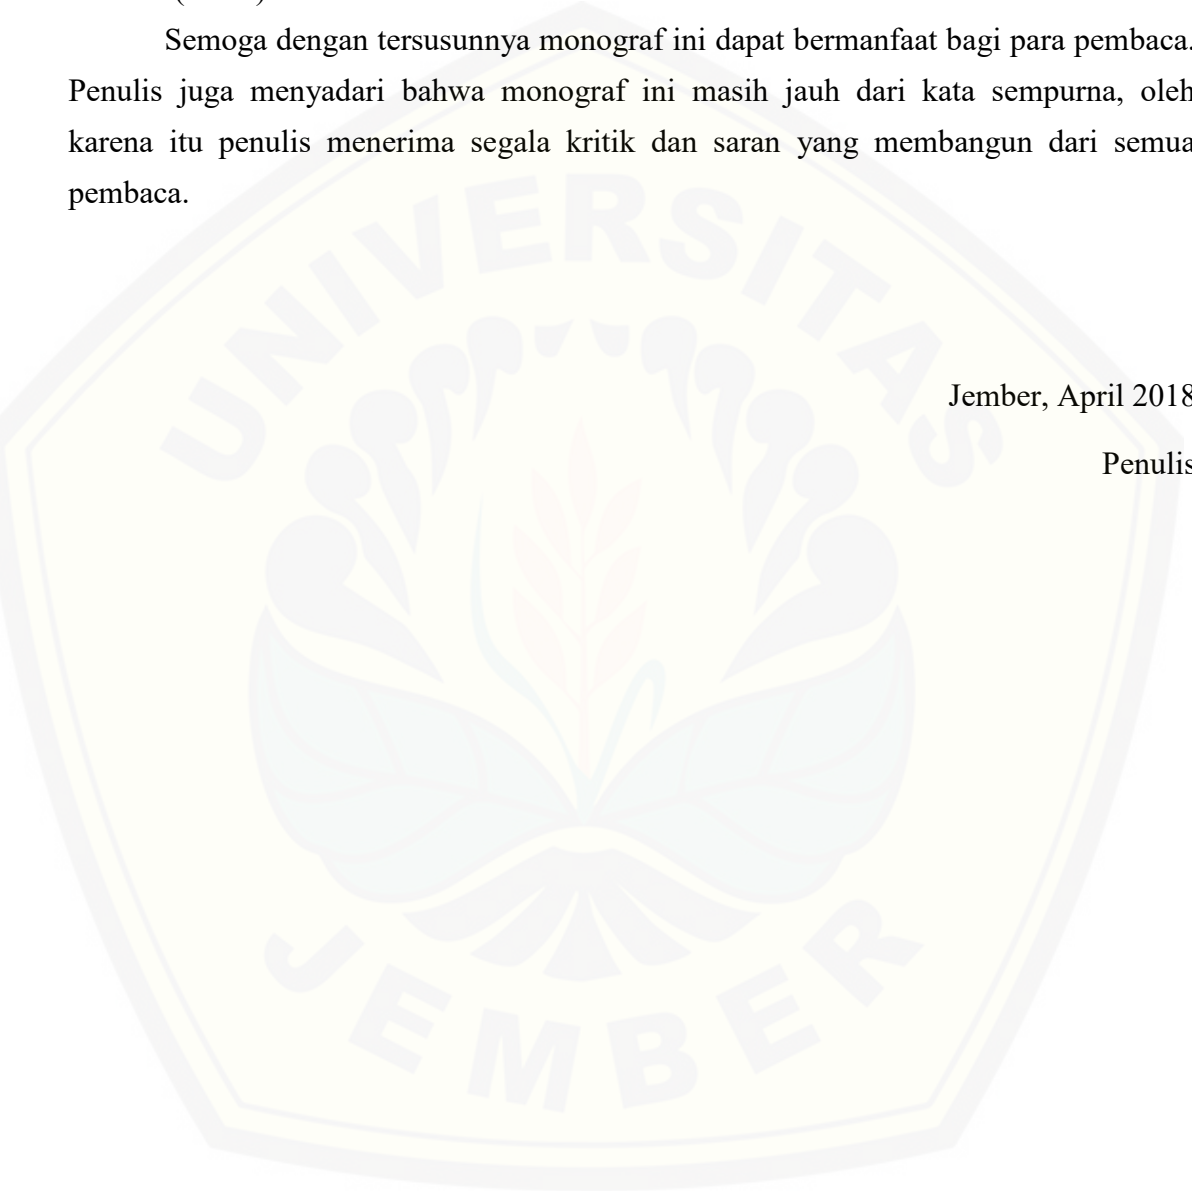 Semoga dengan tersusunnya monograf ini dapat bermanfaat bagi para pembaca.
Penulis juga menyadari bahwa monograf ini masih jauh dari kata sempurna, oleh
karena itu penulis menerima segala kritik dan saran yang membangun dari semua
pembaca.
UNIVERSITAS
Jember, April 2018
Penulis
JEMBER